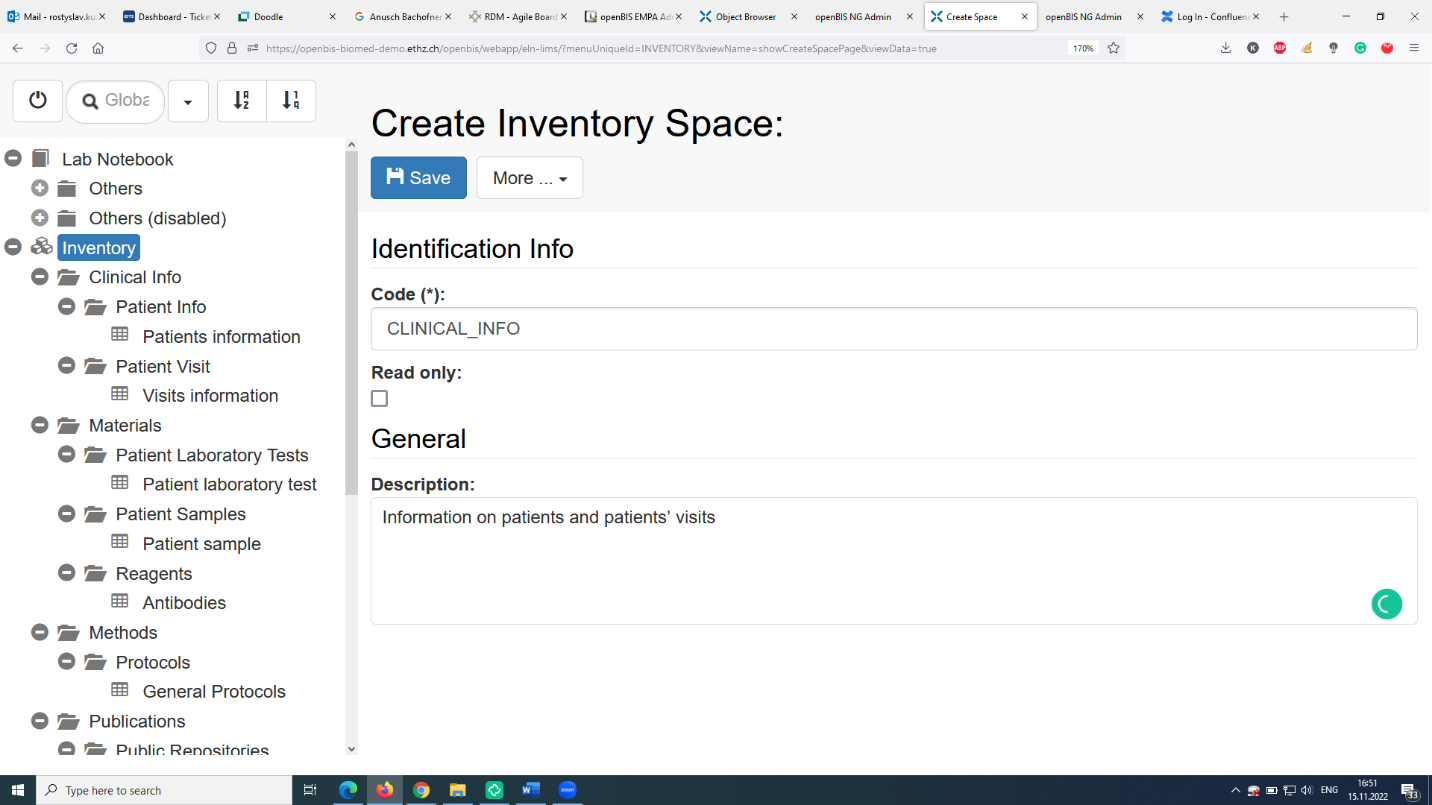 Mail - rostyslav.ku
Dashboard - Ticket
Doodle
Anusch Bachofner
RDM - Agile Board
openBIS EMPA Ad
Object Browser
openBIS NG Admin
Create Space
openBIS NG Admin
Log In - Confluenc
https://openbis-biomed-demo.ethz.ch/openbis/webapp/eln-lims/?menuUniqueId=INVENTORY&viewName=showCreateSpacePage&viewData=true
170%
Globa
Create Inventory Space:
Save
More ...
Lab Notebook
Others
Others (disabled)
Inventory
Clinical Info
Patient Info
Patients information
Patient Visit
Visits information
Materials
Patient Laboratory Tests
Patient laboratory test
Patient Samples
Patient sample
Reagents
Antibodies
Methods
Protocols
General Protocols
Publications
Public Repositories
Identification Info
Code (*):
CLINICAL_INFO
Read only:
General
Description:
Information on patients and patients’ visits
Type here to search
zoom
ENG
16:51
15.11.2022
33